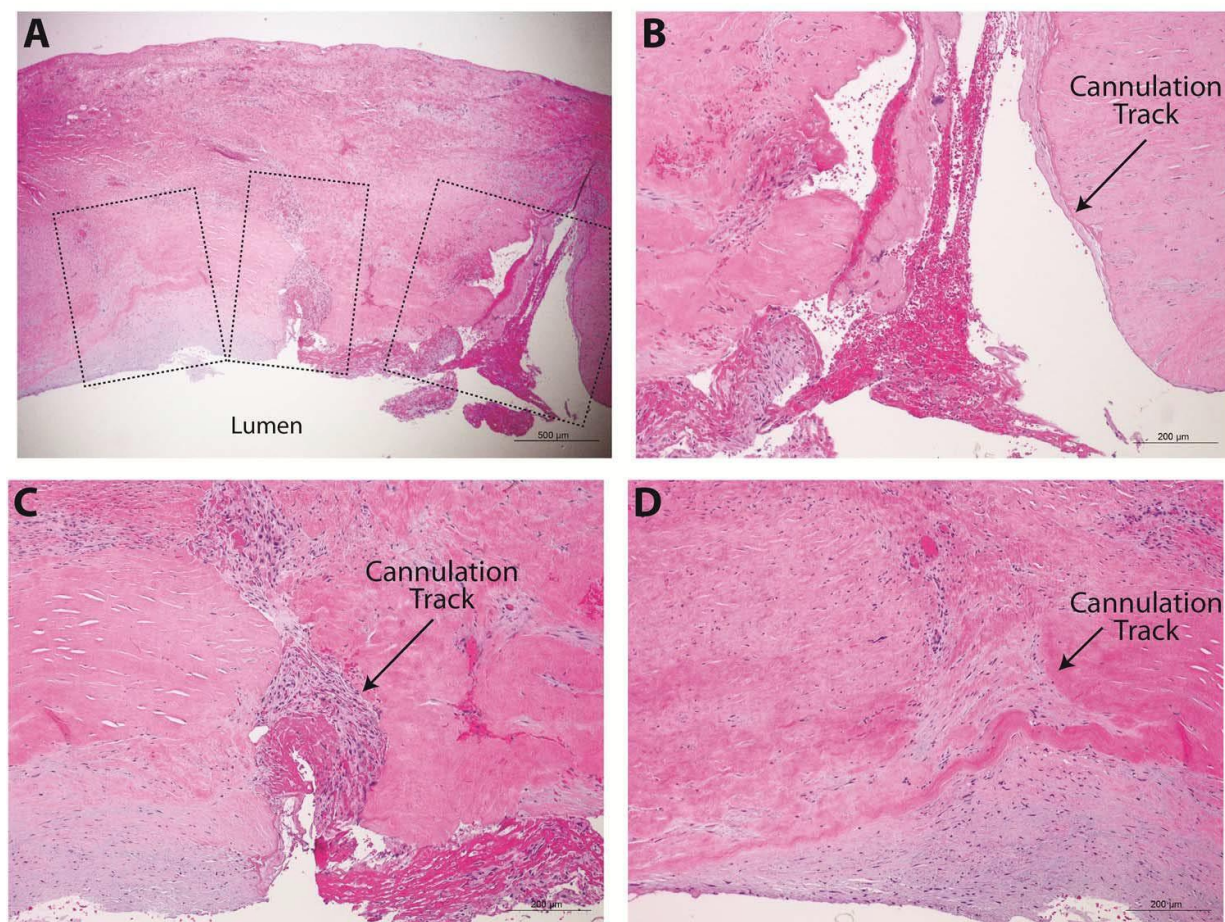 A
Lumen
500 µm
B
Cannulation
Track
200 µm
C
Cannulation
Track
200 µm
D
Cannulation
Track
200 µm